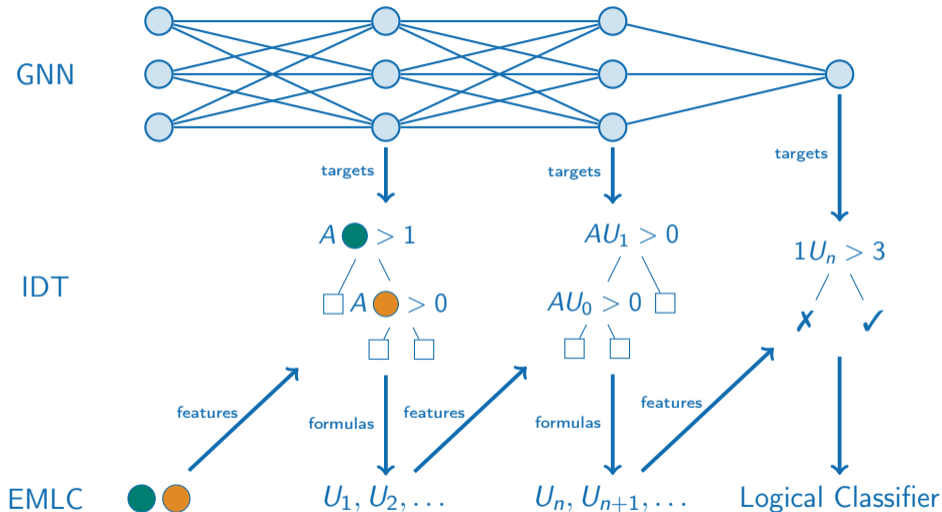 GNN
targets
targets
targets
IDT
A > 1
A > 0
AU₁ > 0
AU₀ > 0
1Uₙ > 3
✗ ✓
features
formulas
features
formulas
features
EMLC
U₁, U₂, . . .
Uₙ, Uₙ₊₁, . . .
Logical Classifier